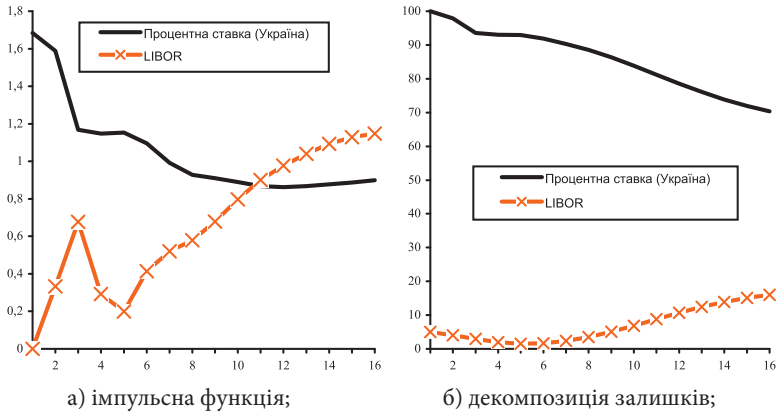 1,8
1,6
1,4
1,2
1
0,8
0,6
0,4
0,2
0
2 4 6 8 10 12 14 16
Процентна ставка (Україна)
LIBOR
а) імпульсна функція;
100
90
80
70
60
50
40
30
20
10
0
2 4 6 8 10 12 14 16
Процентна ставка (Україна)
LIBOR
б) декомпозиція залишків;